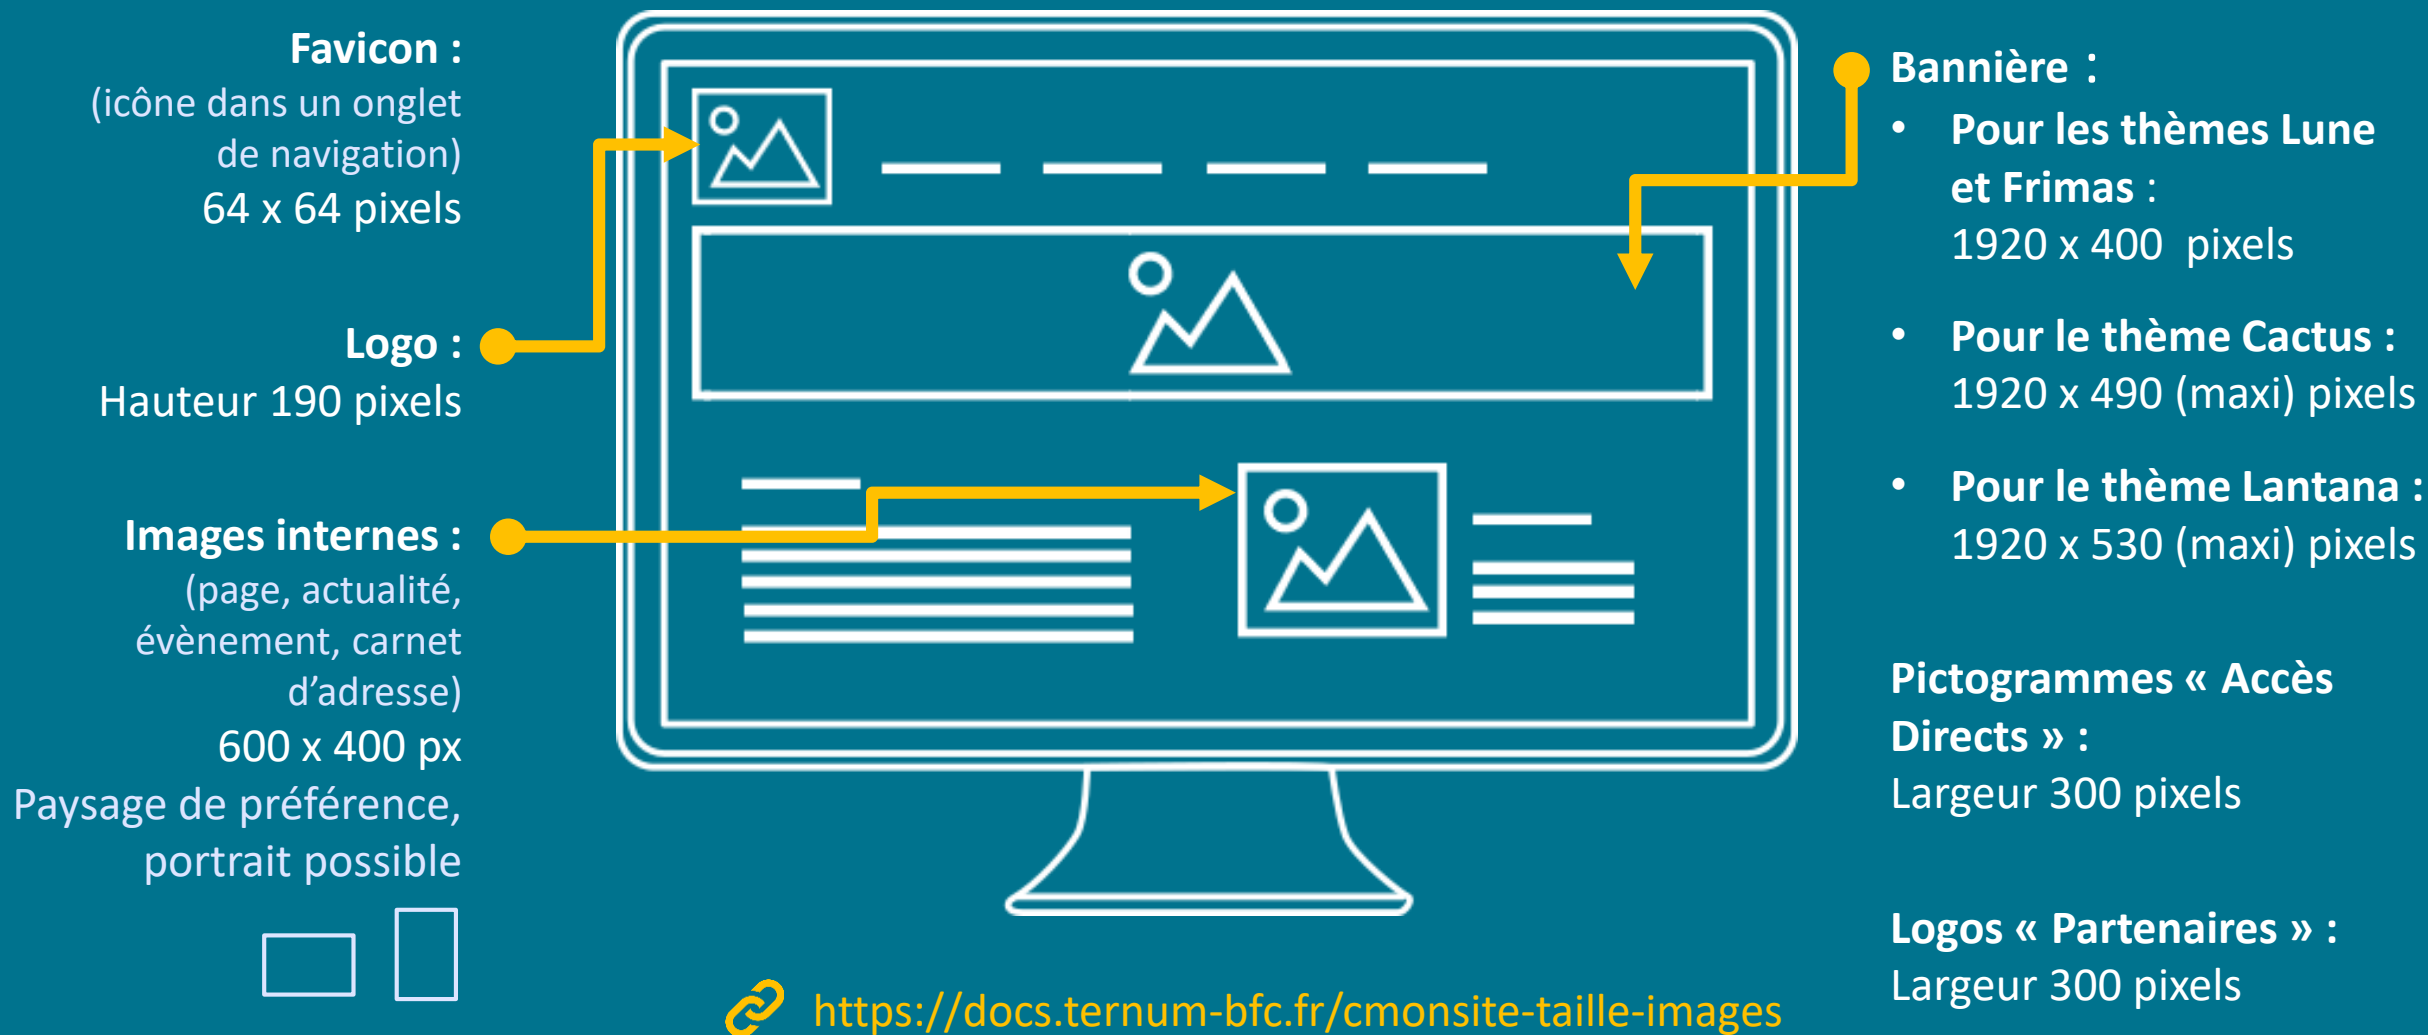 Favicon :
(icône dans un onglet
de navigation)
64 x 64 pixels
Logo :
Hauteur 190 pixels
Images internes :
(page, actualité,
évènement, carnet
d’adresse)
600 x 400 px
Paysage de préférence,
portrait possible
Bannière :
• Pour les thèmes Lune
et Frimas :
1920 x 400 pixels
• Pour le thème Cactus :
1920 x 490 (maxi) pixels
• Pour le thème Lantana :
1920 x 530 (maxi) pixels
Pictogrammes « Accès
Directs » :
Largeur 300 pixels
Logos « Partenaires » :
Largeur 300 pixels
https://docs.ternum-bfc.fr/cmonsite-taille-images